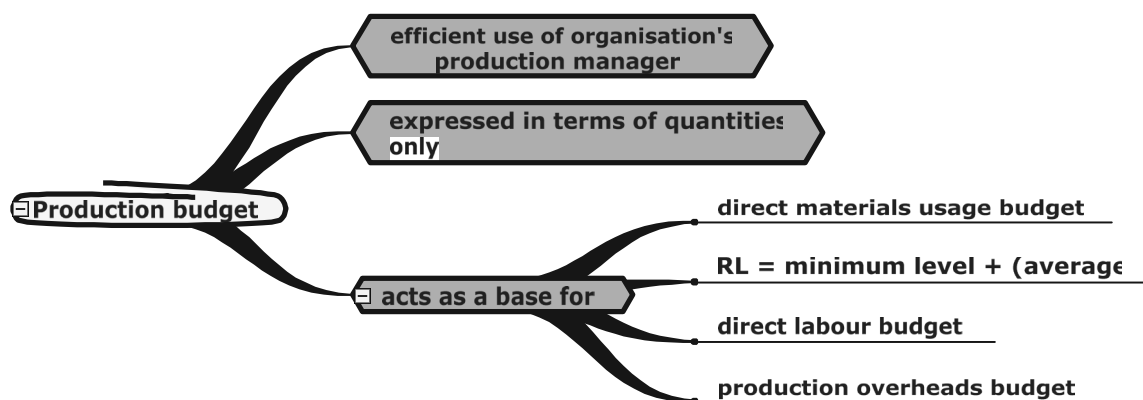 efficient use of organisation's
production manager
expressed in terms of quantities
only
Production budget
direct materials usage budget
RL = minimum level + (average
acts as a base for
direct labour budget
production overheads budget